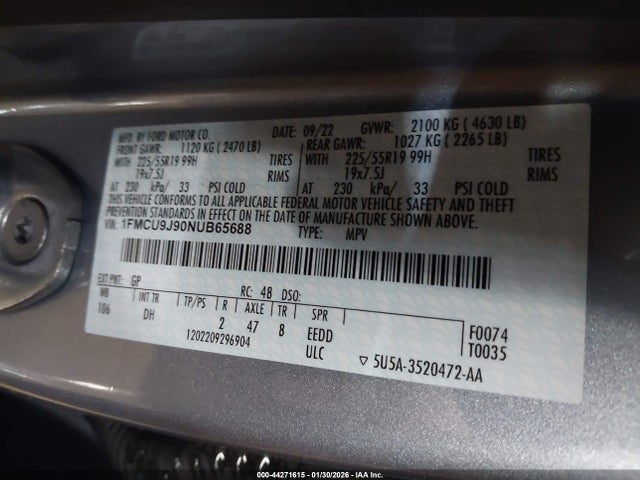 MFD. BY FORD MOTOR CO. DATE: 09/22 GVWR: 2100 KG ( 4630 LB)
FRONT GAWR: 1120 KG ( 2470 LB) REAR GAWR: 1027 KG ( 2265 LB)
WITH 225/55R19 99H TIRES WITH 225/55R19 99H TIRES
19x7.5J RIMS 19x7.5J RIMS
AT 230 kPa/ 33 PSI COLD AT 230 kPa/ 33 PSI COLD
THIS VEHICLE CONFORMS TO ALL APPLICABLE FEDERAL MOTOR VEHICLE SAFETY AND THEFT
PREVENTION STANDARDS IN EFFECT ON THE DATE OF MANUFACTURE SHOWN ABOVE.
VIN: 1FMCU9J90NUB65688 TYPE: MPV
EXT PNT: GP RC: 48 DSO:
WB INT TR TP/PS R AXLE TR SPR F0074
106 DH 2 47 8 EEDD T0035
1202209296904 ULC 5U5A-3520472-AA
000-44271615 - 01/30/2026 - IAA Inc.